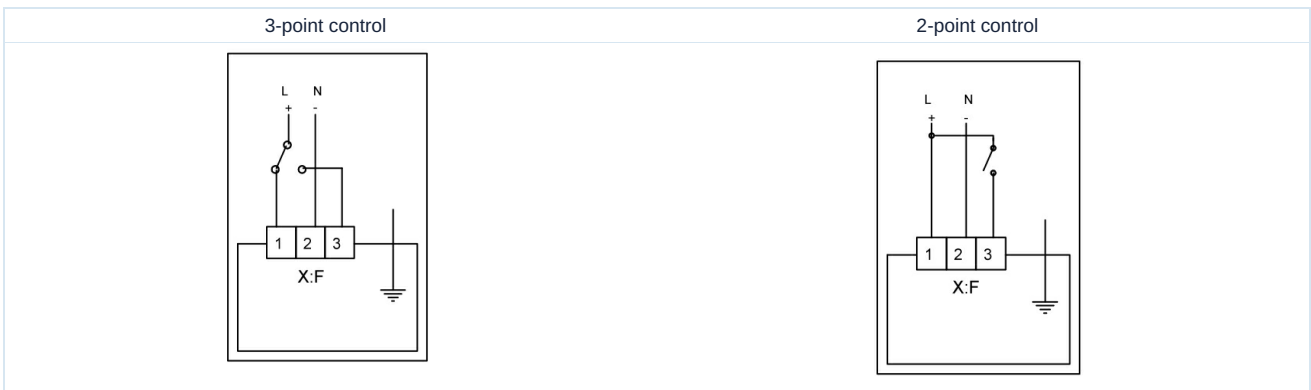 3-point control
2-point control
L N
+ -
1 2 3
X:F
L N
+ -
1 2 3
X:F